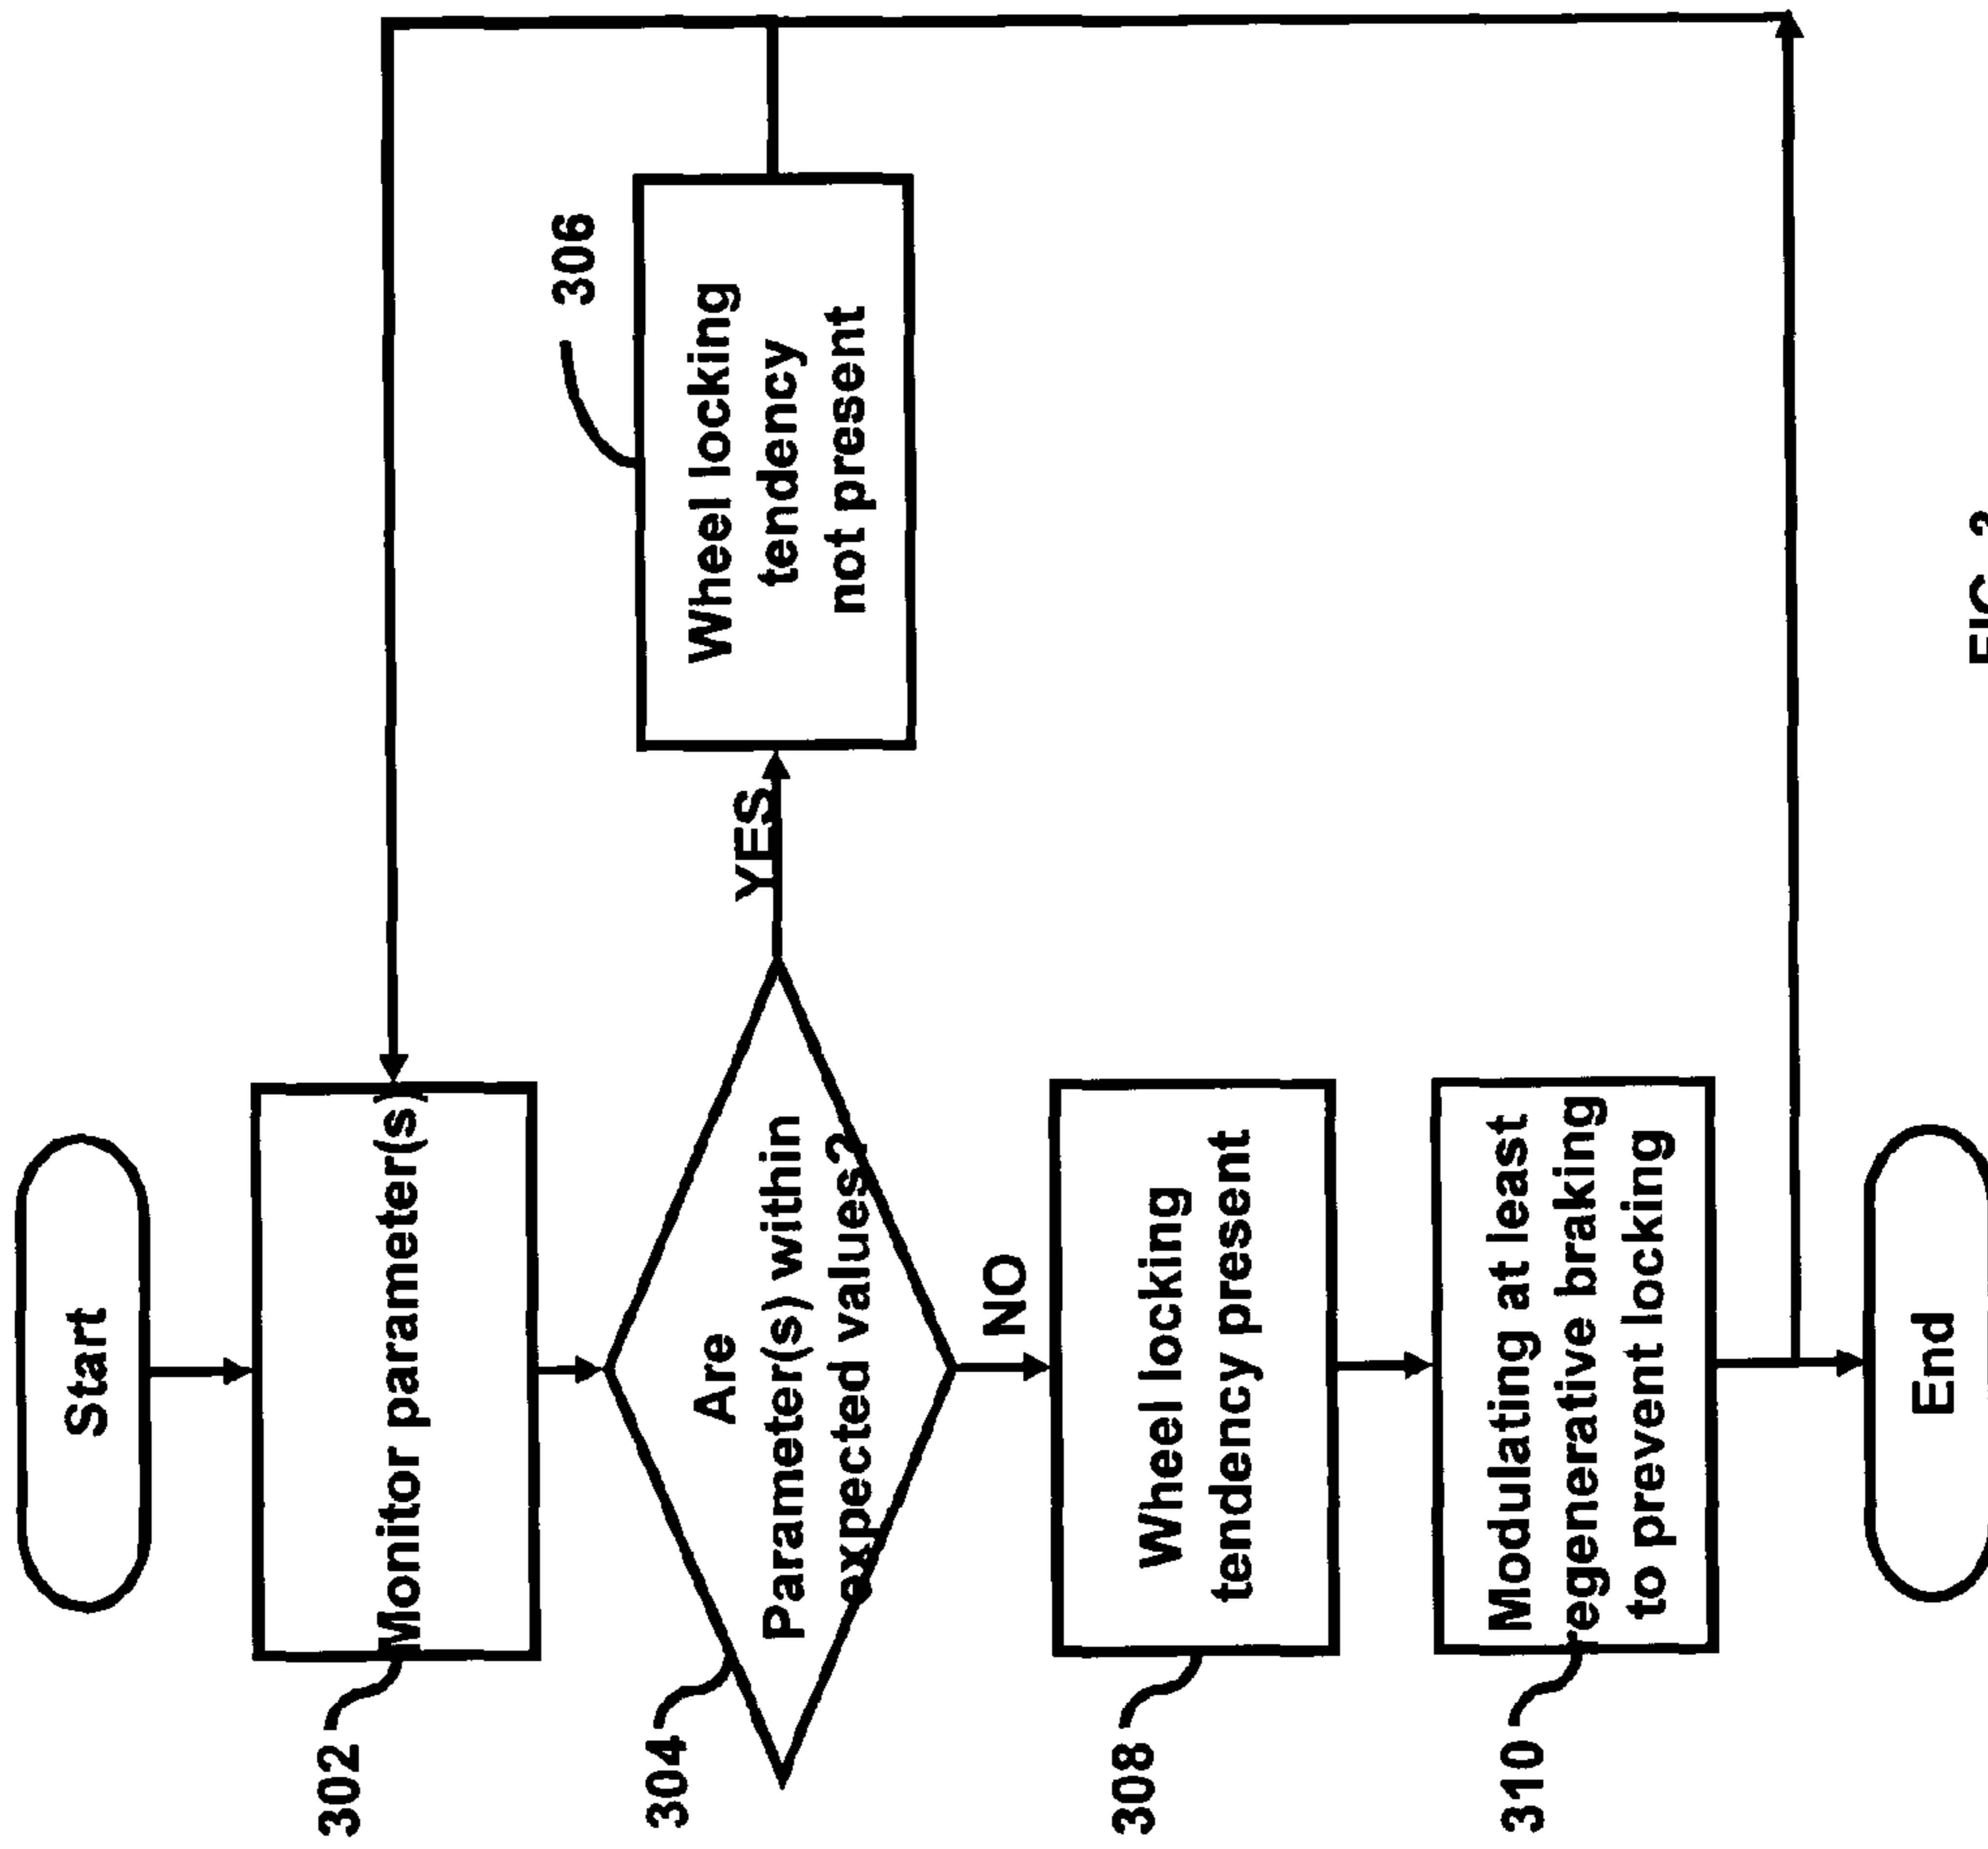 Start
302
Monitor parameter(s)
304
Are
Parameter(s) within
expected values?
YES
306
Wheel locking
tendency
not present
NO
308
Wheel locking
tendency present
310
Modulating at least
regenerative braking
to prevent locking
End